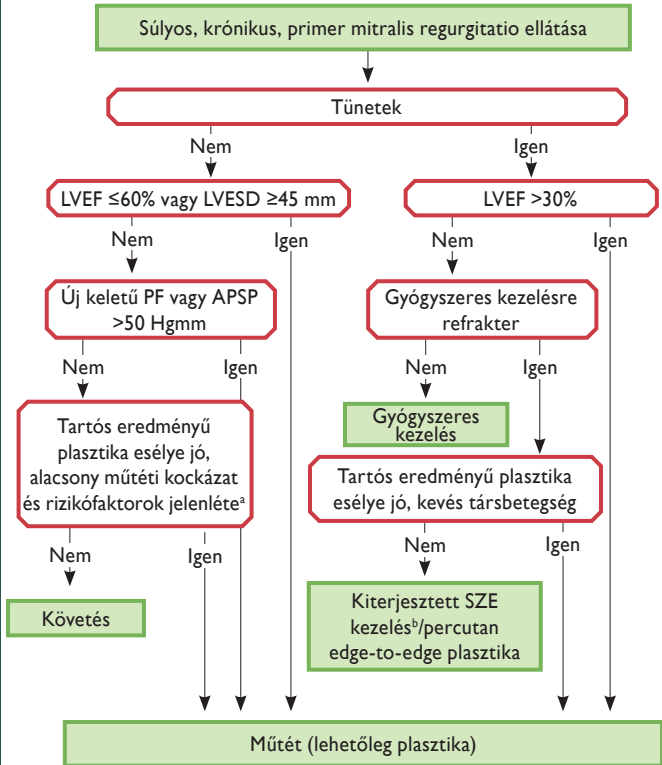 Súlyos, krónikus, primer mitralis regurgitatio ellátása
Tünetek
Nem
Igen
LVEF ≤60% vagy LVESD ≥45 mm
LVEF >30%
Nem
Igen
Nem
Igen
Új keletű PF vagy APSP
>50 Hgmm
Gyógyszeres kezelésre
refrakter
Nem
Igen
Nem
Igen
Tartós eredményű
plasztika esélye jó,
alacsony műtéti kockázat
és rizikófaktorok jelenléteᵃ
Gyógyszeres
kezelés
Tartós eredményű plasztika
esélye jó, kevés társbetegség
Nem
Igen
Nem
Igen
Követés
Kiterjesztett SZE
kezelésᵇ/percutan
edge-to-edge plasztika
Műtét (lehetőleg plasztika)